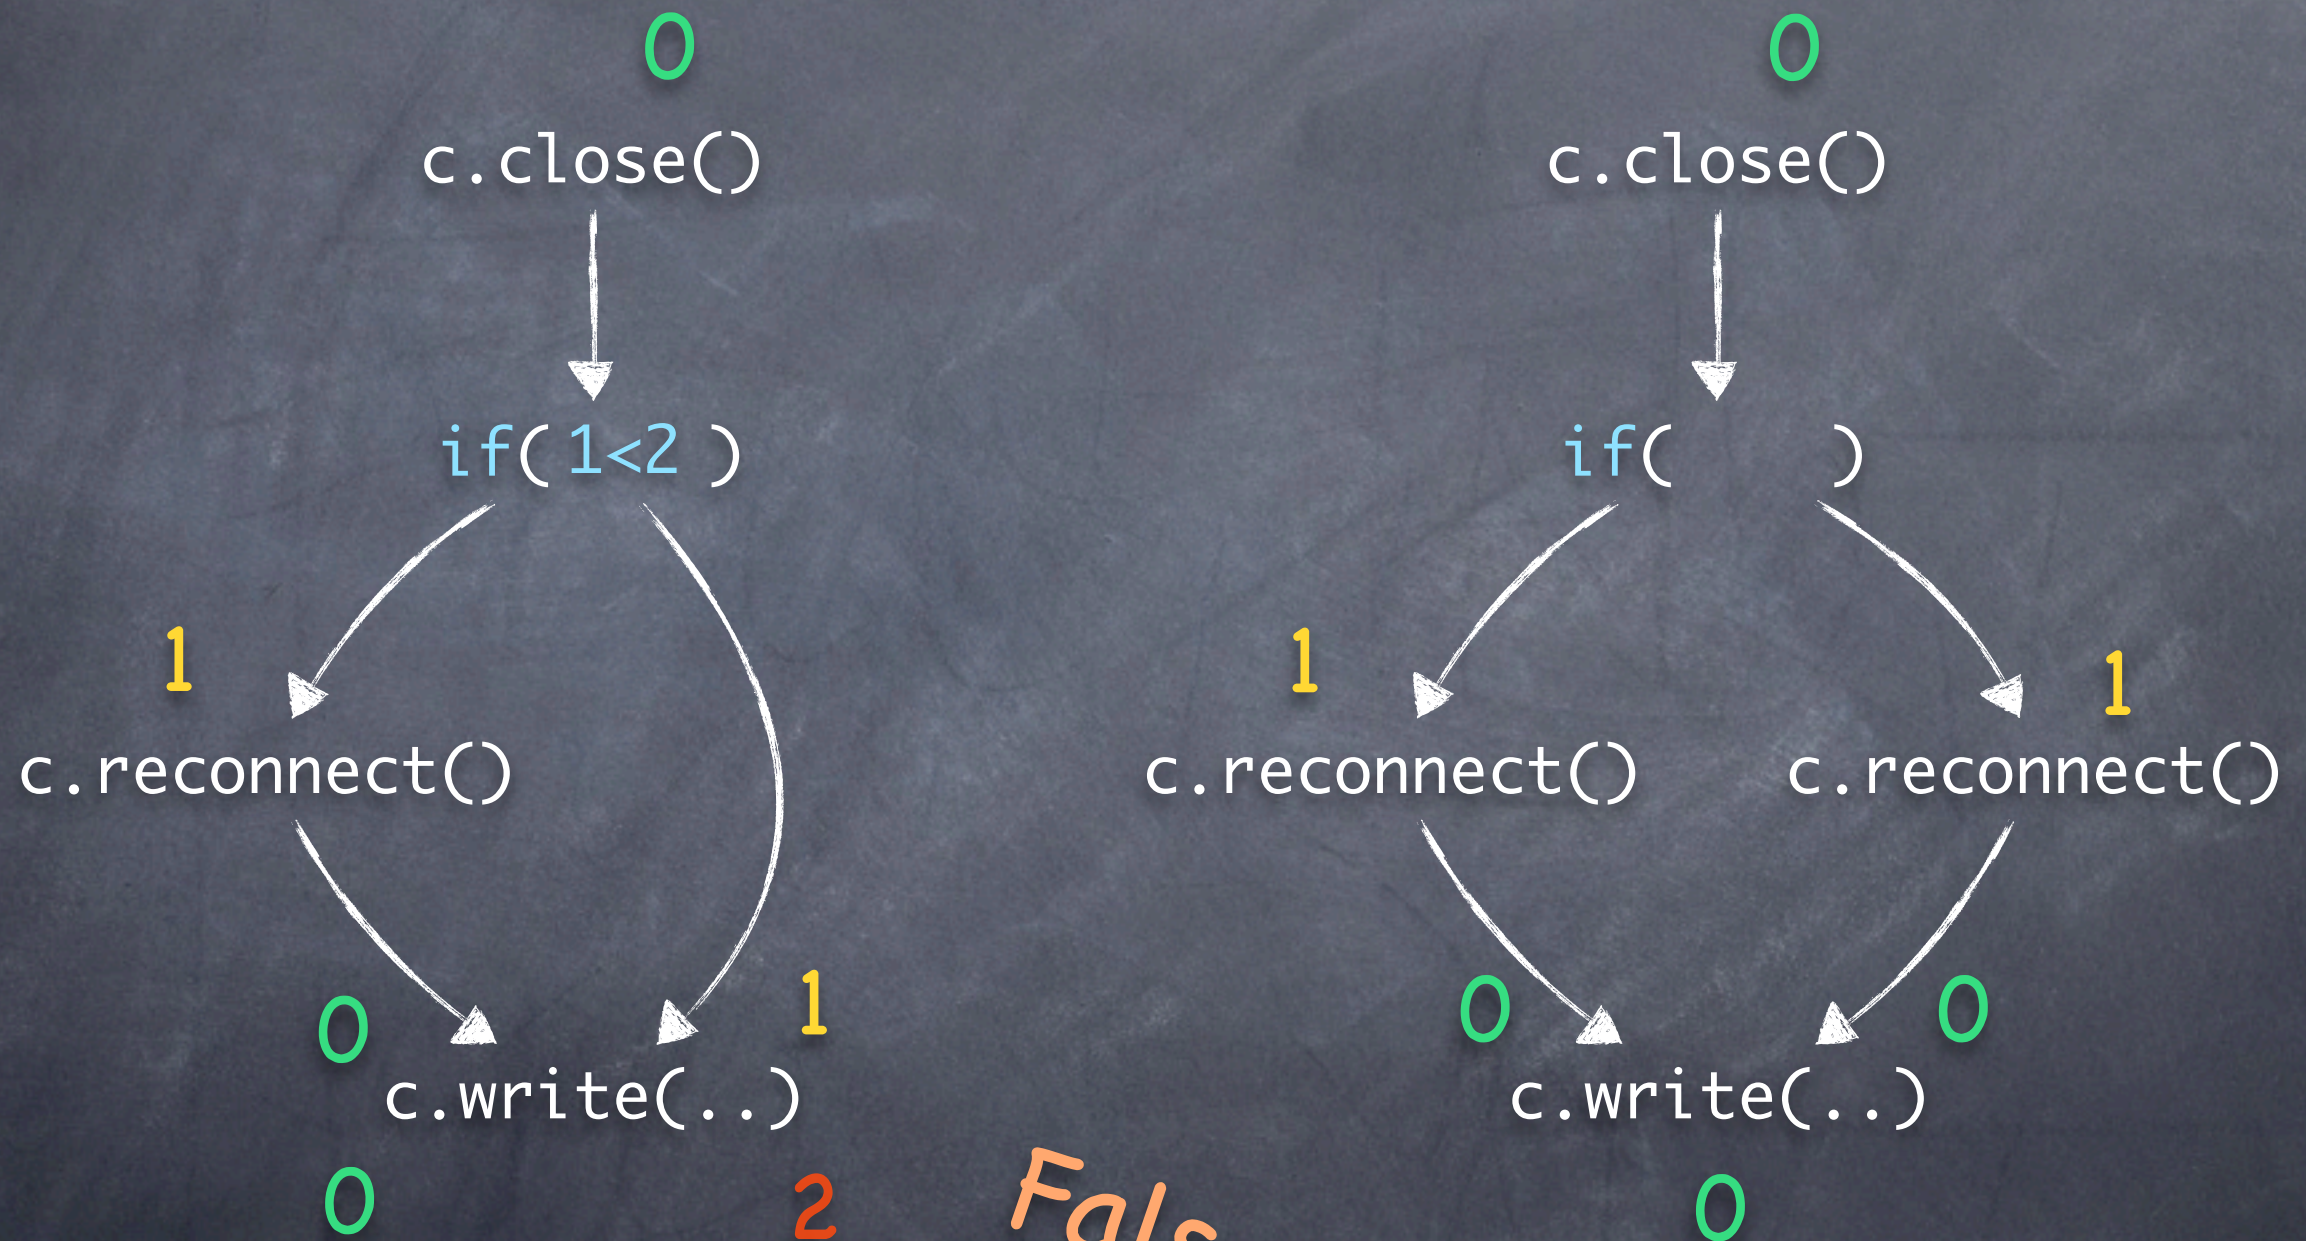 0 0
c.close() c.close()
if( 1<2 ) if( )
1 1 1
c.reconnect() c.reconnect() c.reconnect()
0 1 0 0
c.write(..) c.write(..)
0 2 0